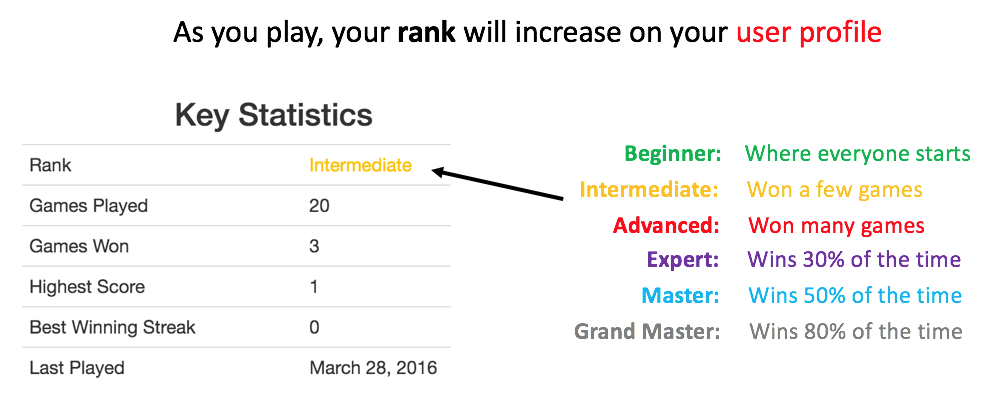 As you play, your rank will increase on your user profile
Key Statistics
Rank Intermediate
Games Played 20
Games Won 3
Highest Score 1
Best Winning Streak 0
Last Played March 28, 2016
Beginner: Where everyone starts
Intermediate: Won a few games
Advanced: Won many games
Expert: Wins 30% of the time
Master: Wins 50% of the time
Grand Master: Wins 80% of the time